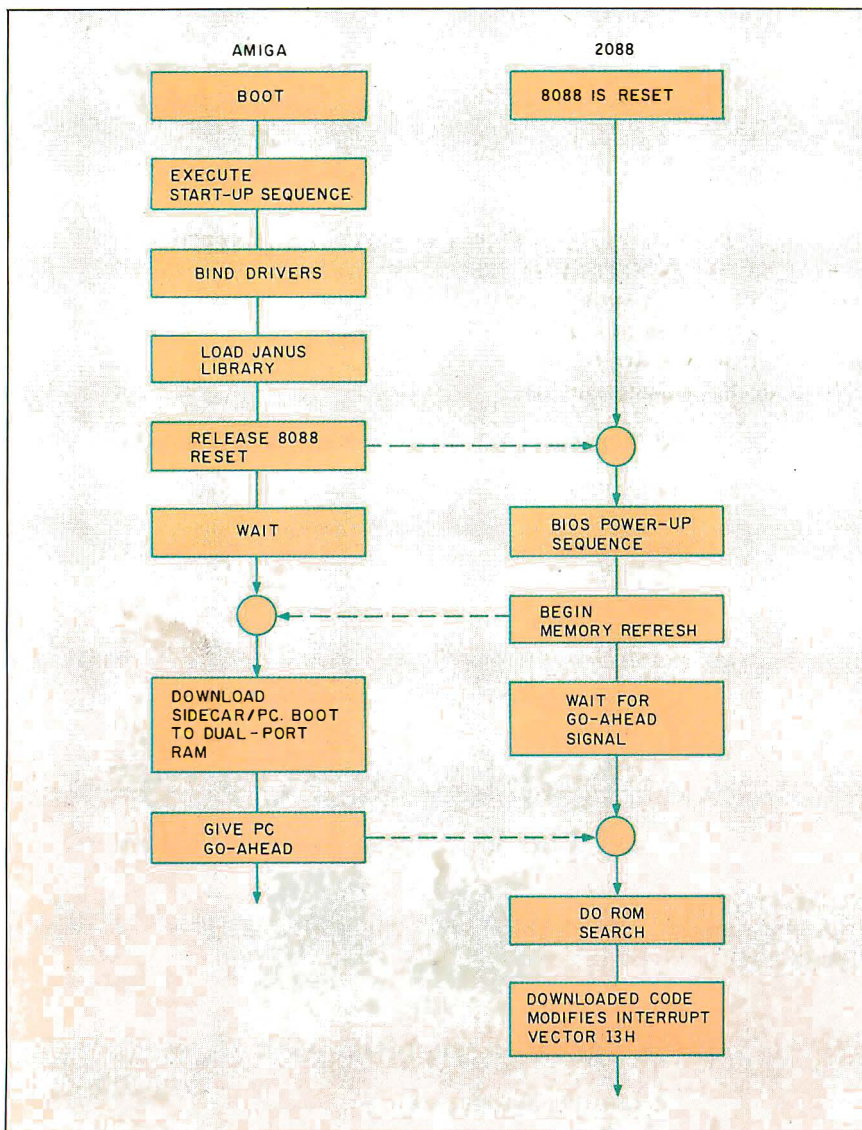 AMIGA
BOOT
EXECUTE
START-UP SEQUENCE
BIND DRIVERS
LOAD JANUS
LIBRARY
RELEASE 8088
RESET
WAIT
DOWNLOAD
SIDECAR/PC. BOOT
TO DUAL-PORT
RAM
GIVE PC
GO-AHEAD
2088
8088 IS RESET
BIOS POWER-UP
SEQUENCE
BEGIN
MEMORY REFRESH
WAIT FOR
GO-AHEAD
SIGNAL
DO ROM
SEARCH
DOWNLOADED CODE
MODIFIES INTERRUPT
VECTOR 13H